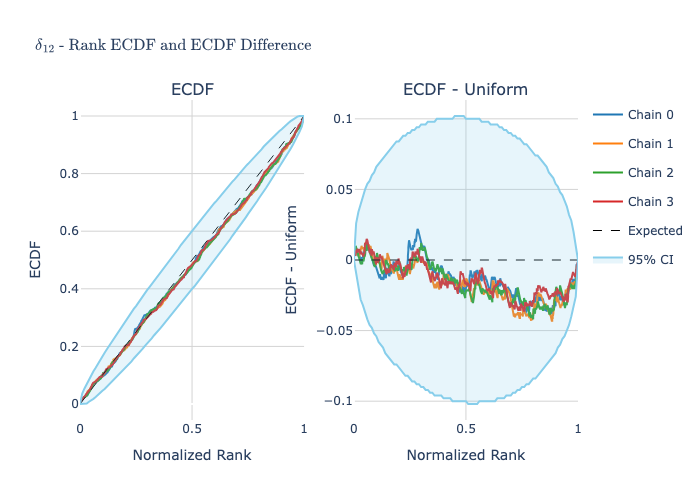 δ₁₂ - Rank ECDF and ECDF Difference
ECDF
ECDF - Uniform
1
0.8
0.6
0.4
0.2
0
0
0.5
1
ECDF
Normalized Rank
0.1
0.05
0
−0.05
−0.1
0
0.5
1
ECDF - Uniform
Normalized Rank
Chain 0
Chain 1
Chain 2
Chain 3
Expected
95% CI